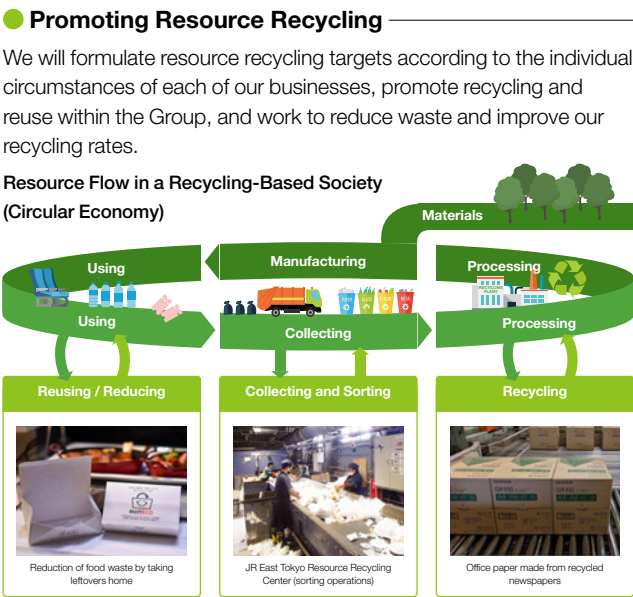 Promoting Resource Recycling
We will formulate resource recycling targets according to the individual
circumstances of each of our businesses, promote recycling and
reuse within the Group, and work to reduce waste and improve our
recycling rates.
Resource Flow in a Recycling-Based Society
(Circular Economy)
Materials
Using
Manufacturing
Processing
RECYCLING
PLANT
Using
Collecting
Processing
Reusing / Reducing
Collecting and Sorting
Recycling
Reduction of food waste by taking
leftovers home
JR East Tokyo Resource Recycling
Center (sorting operations)
Office paper made from recycled
newspapers